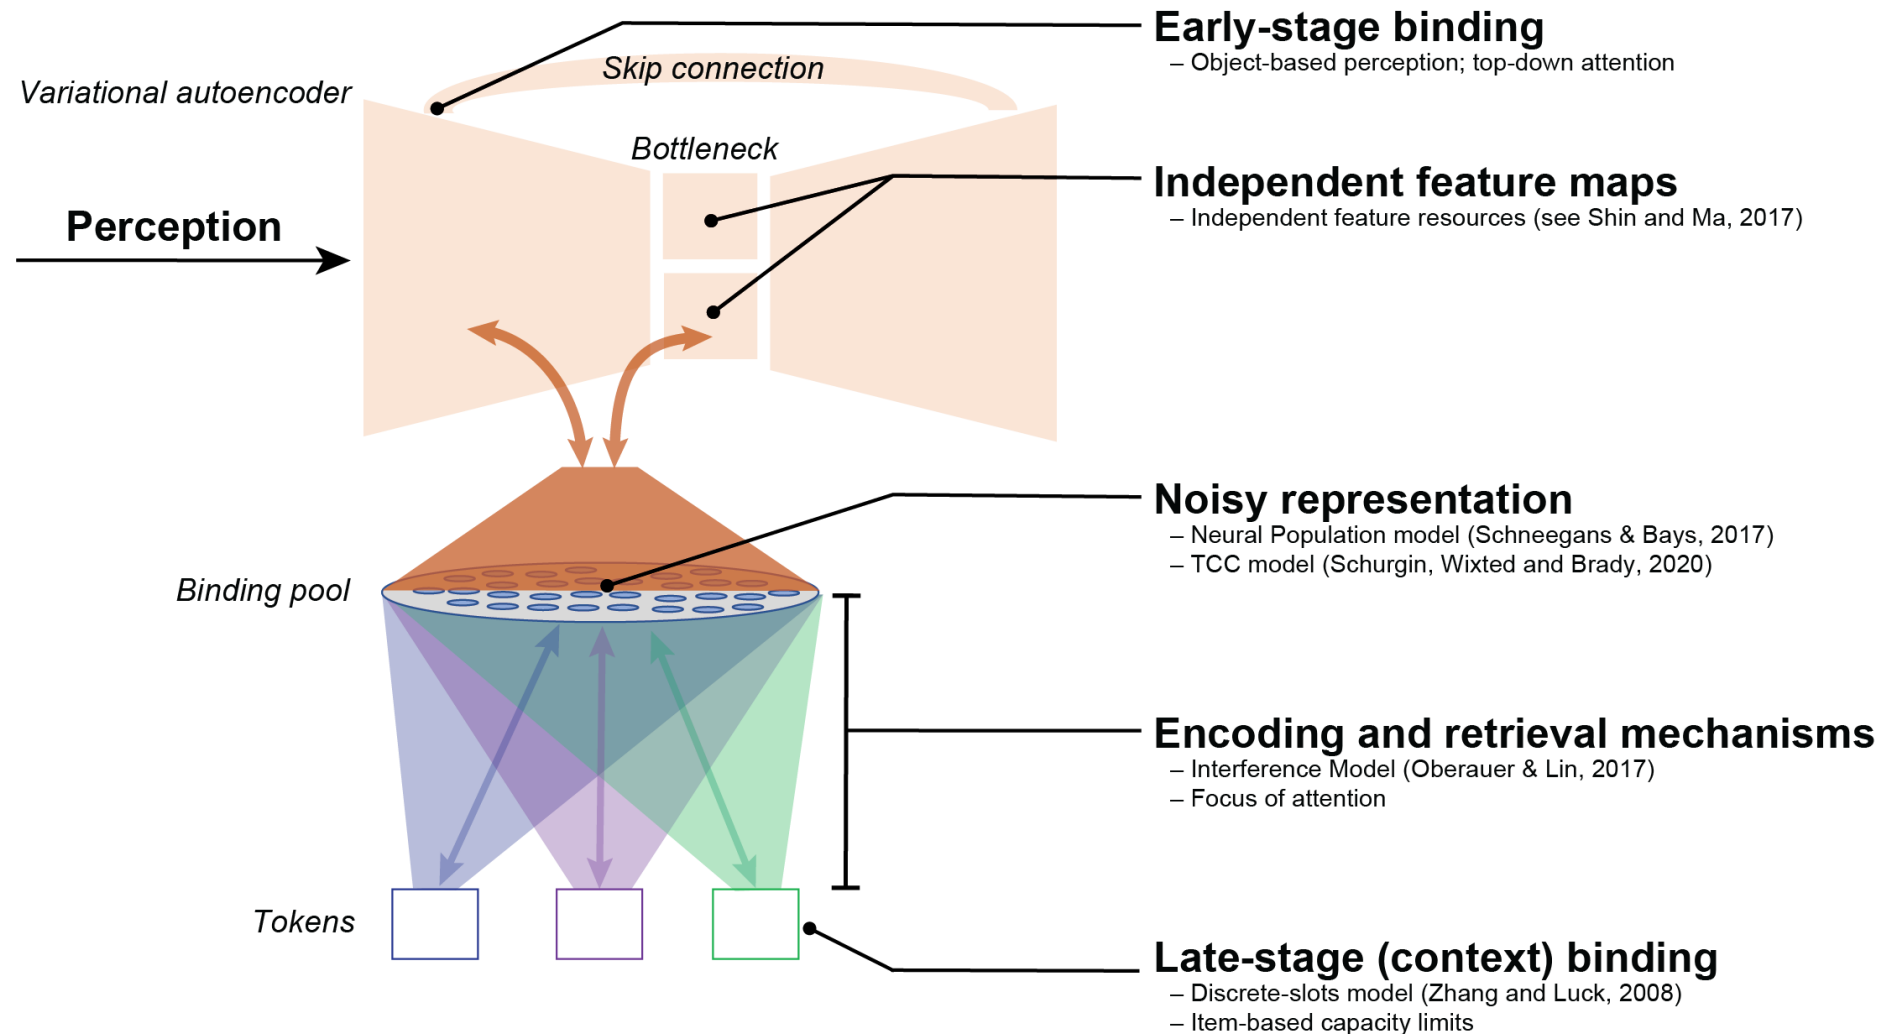 Early-stage binding
– Object-based perception; top-down attention
Skip connection
Variational autoencoder
Bottleneck
Independent feature maps
– Independent feature resources (see Shin and Ma, 2017)
Perception
Noisy representation
– Neural Population model (Schneegans & Bays, 2017)
– TCC model (Schurgin, Wixted and Brady, 2020)
Binding pool
Encoding and retrieval mechanisms
– Interference Model (Oberauer & Lin, 2017)
– Focus of attention
Tokens
Late-stage (context) binding
– Discrete-slots model (Zhang and Luck, 2008)
– Item-based capacity limits